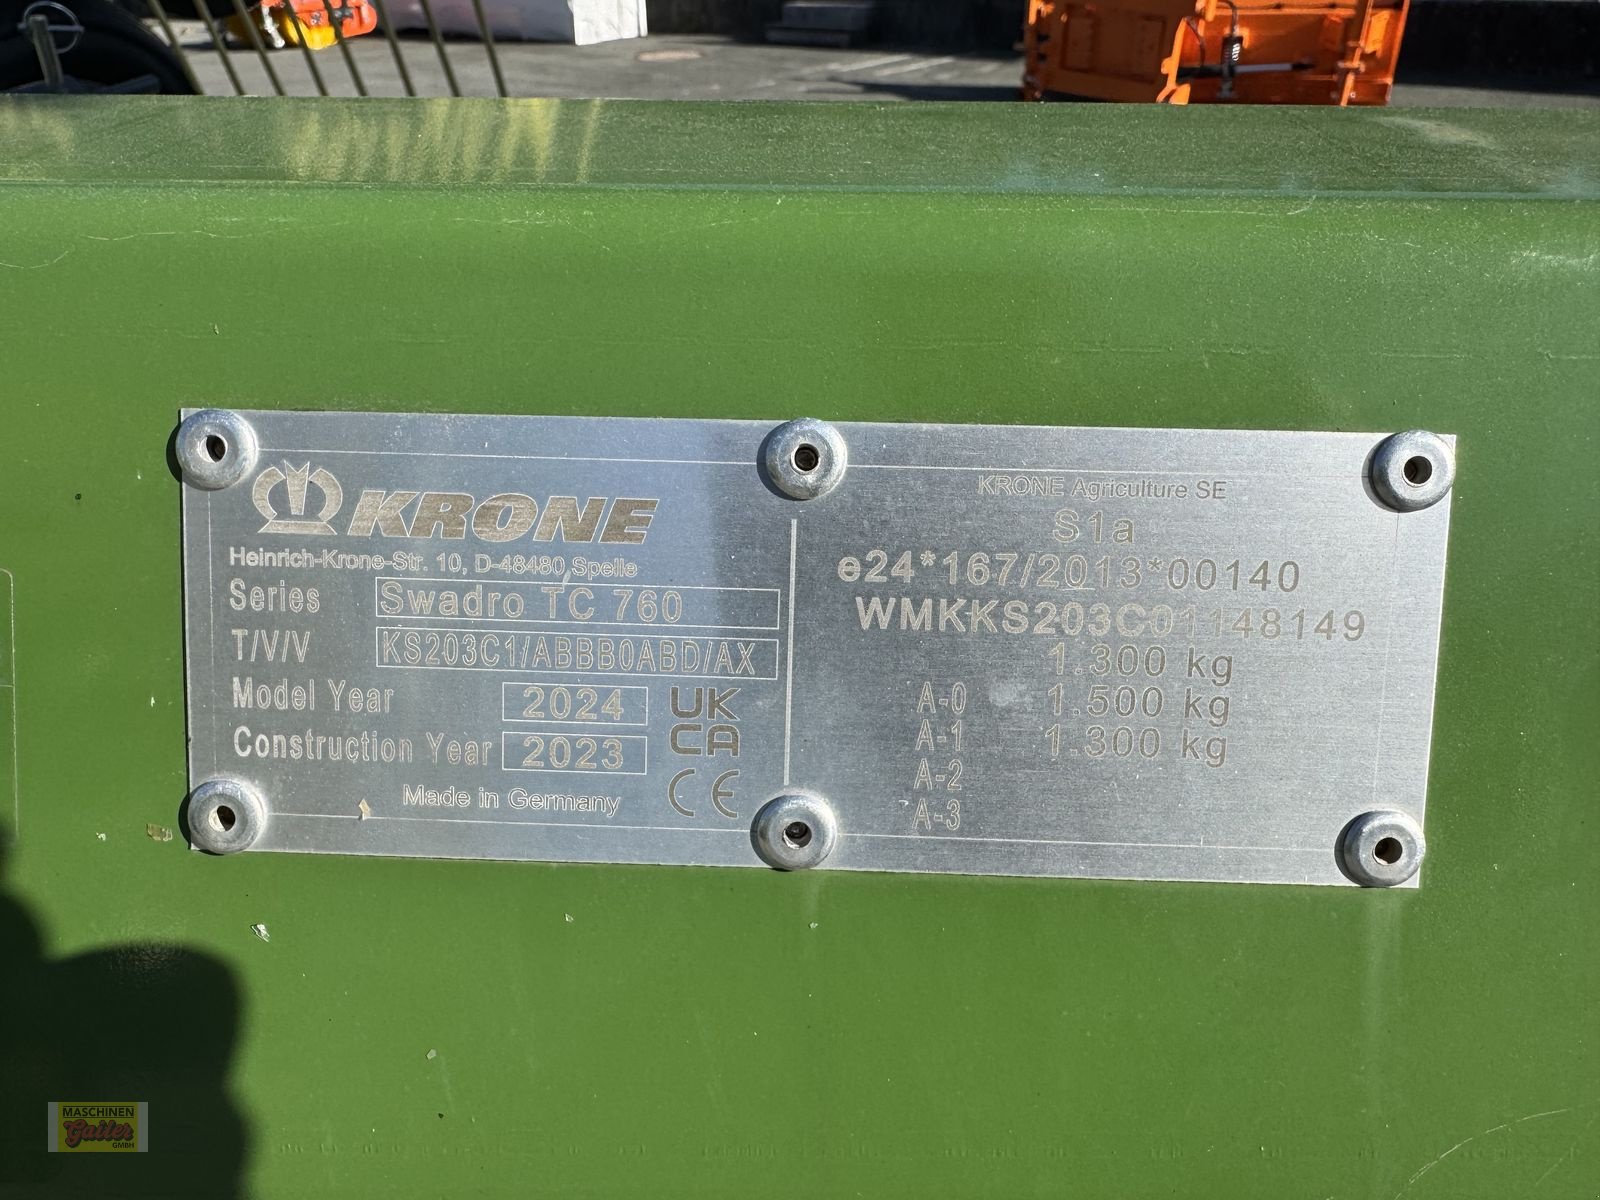 KRONE
Heinrich-Krone-Str. 10, D-48480 Spelle
Series Swadro TC 760
T/V/V KS203C1/ABBB0ABD/AX
Model Year 2024
Construction Year 2023
UK
CA
CE
Made in Germany
KRONE Agriculture SE
S1a
e24*167/2013*00140
WMKKS203C01148149
1.300 kg
A-0 1.500 kg
A-1 1.300 kg
A-2
A-3
MASCHINEN
Gailer
GMBH